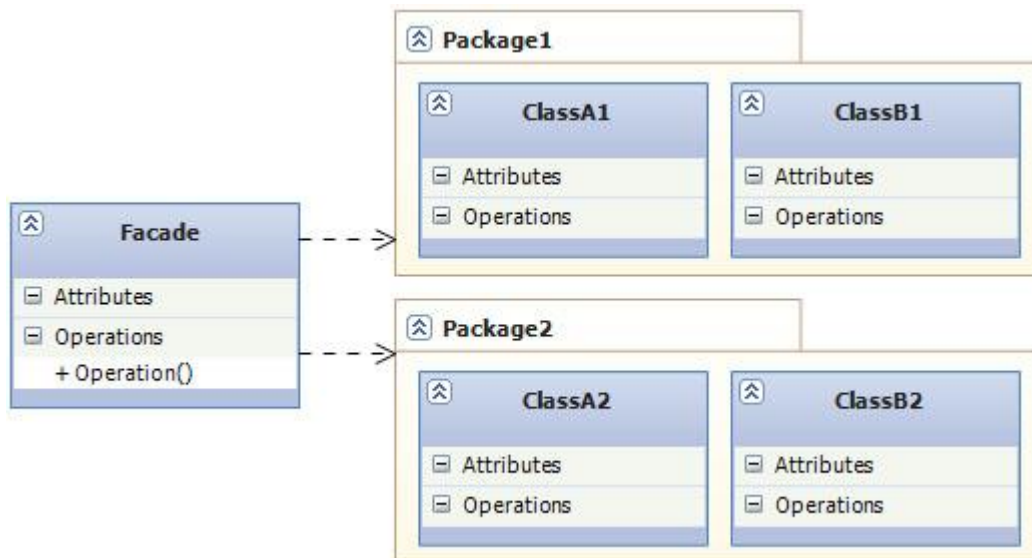 Package1
ClassA1
ClassB1
Attributes
Attributes
Operations
Operations
Facade
Attributes
Operations
+ Operation()
Package2
ClassA2
ClassB2
Attributes
Attributes
Operations
Operations